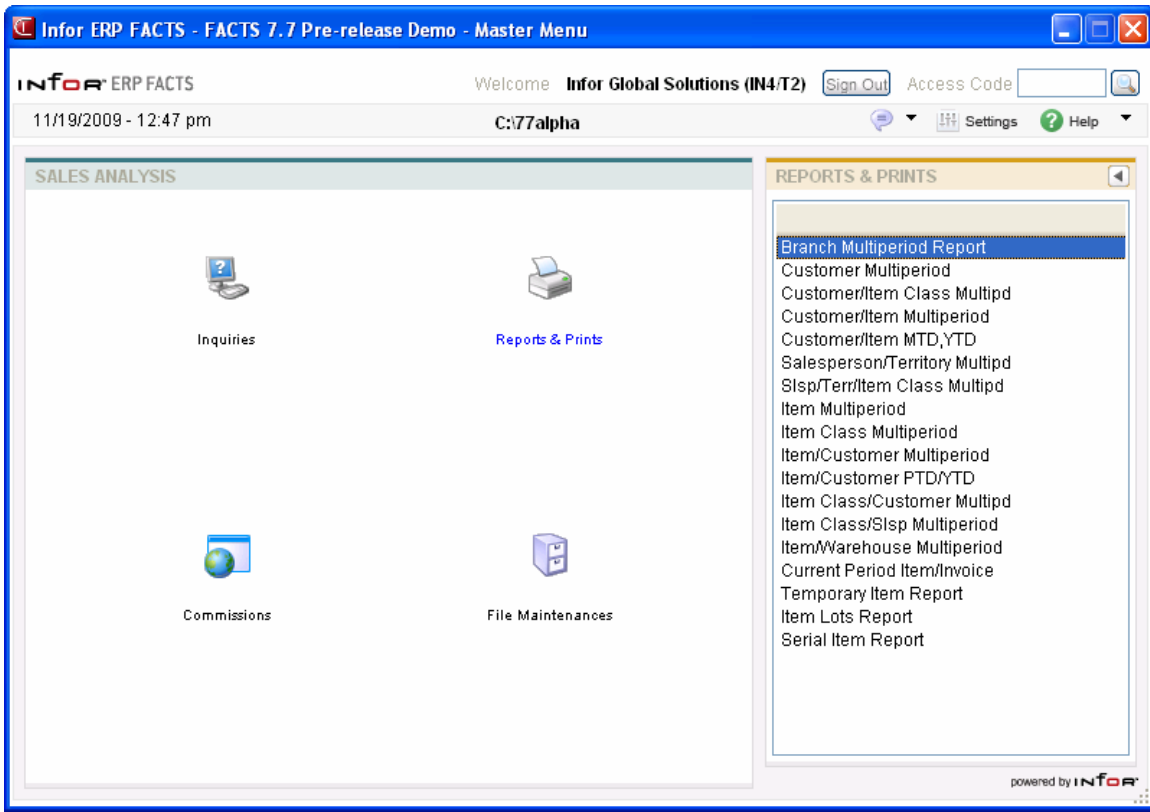 Infor ERP FACTS - FACTS 7.7 Pre-release Demo - Master Menu
infor ERP FACTS
Welcome Infor Global Solutions (IN4/T2) Sign Out Access Code
11/19/2009 - 12:47 pm C:\77alpha Settings Help
SALES ANALYSIS
Inquiries
Reports & Prints
Commissions
File Maintenances
REPORTS & PRINTS
Branch Multiperiod Report
Customer Multiperiod
Customer/Item Class Multipd
Customer/Item Multiperiod
Customer/Item MTD,YTD
Salesperson/Territory Multipd
Slsp/Terr/Item Class Multipd
Item Multiperiod
Item Class Multiperiod
Item/Customer Multiperiod
Item/Customer PTD/YTD
Item Class/Customer Multipd
Item Class/Slsp Multiperiod
Item/Warehouse Multiperiod
Current Period Item/Invoice
Temporary Item Report
Item Lots Report
Serial Item Report
powered by infor